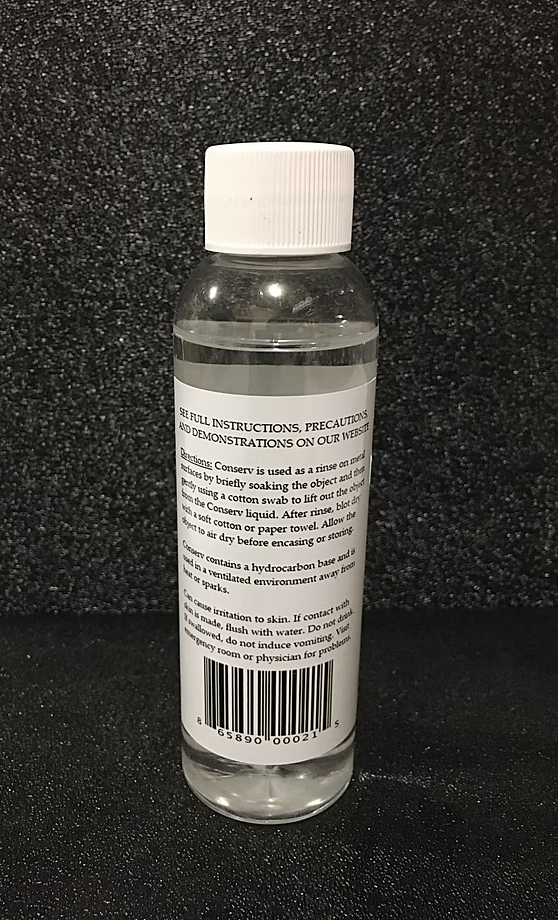 SEE FULL INSTRUCTIONS, PRECAUTIONS,
AND DEMONSTRATIONS ON OUR WEBSITE
Directions: Conserv is used as a rinse on metal
surfaces by briefly soaking the object and then
gently using a cotton swab to lift out the object
from the Conserv liquid. After rinse, blot dry
with a soft cotton or paper towel. Allow the
object to air dry before encasing or storing.
Conserv contains a hydrocarbon base and is
used in a ventilated environment away from
heat or sparks.
Can cause irritation to skin. If contact with
skin is made, flush with water. Do not drink.
If swallowed, do not induce vomiting. Visit
emergency room or physician for problems.
8 65890 00021 5